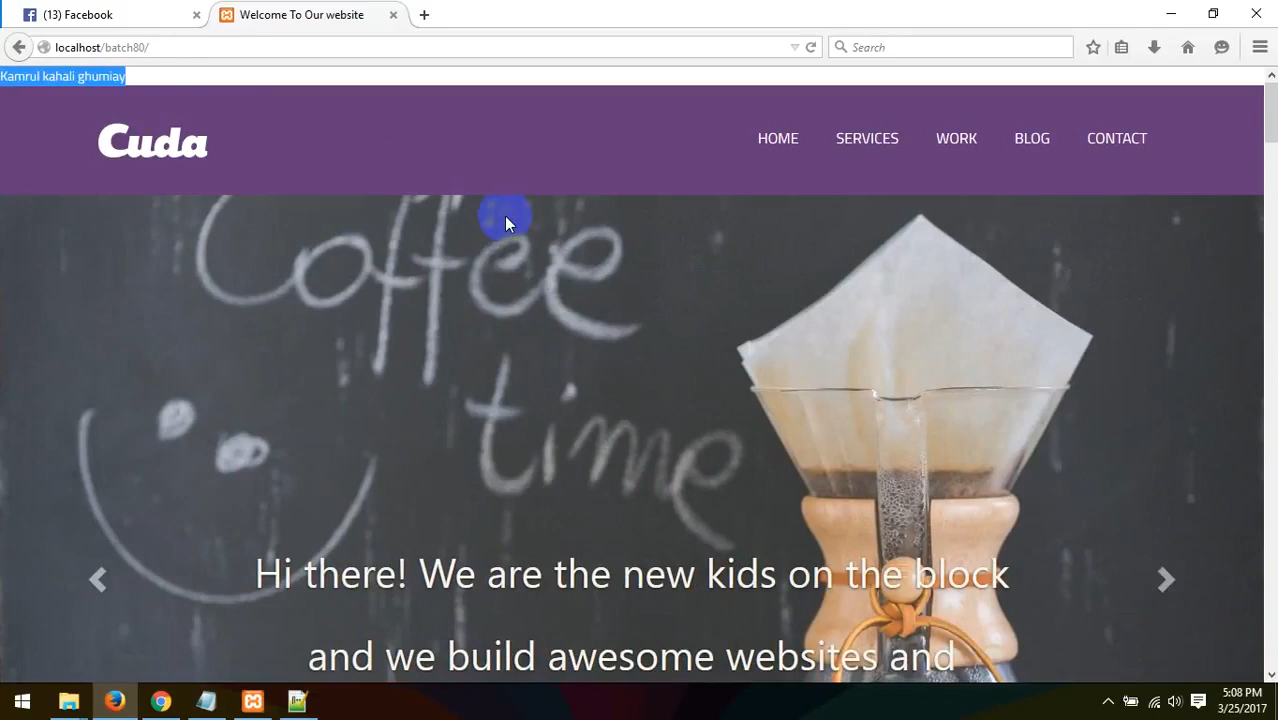 (13) Facebook
Welcome To Our website
localhost/batch80/
Search
Kamrul kahali ghumiay
Cuda
HOME SERVICES WORK BLOG CONTACT
Coffee
time
Hi there! We are the new kids on the block
and we build awesome websites and
5:08 PM
3/25/2017